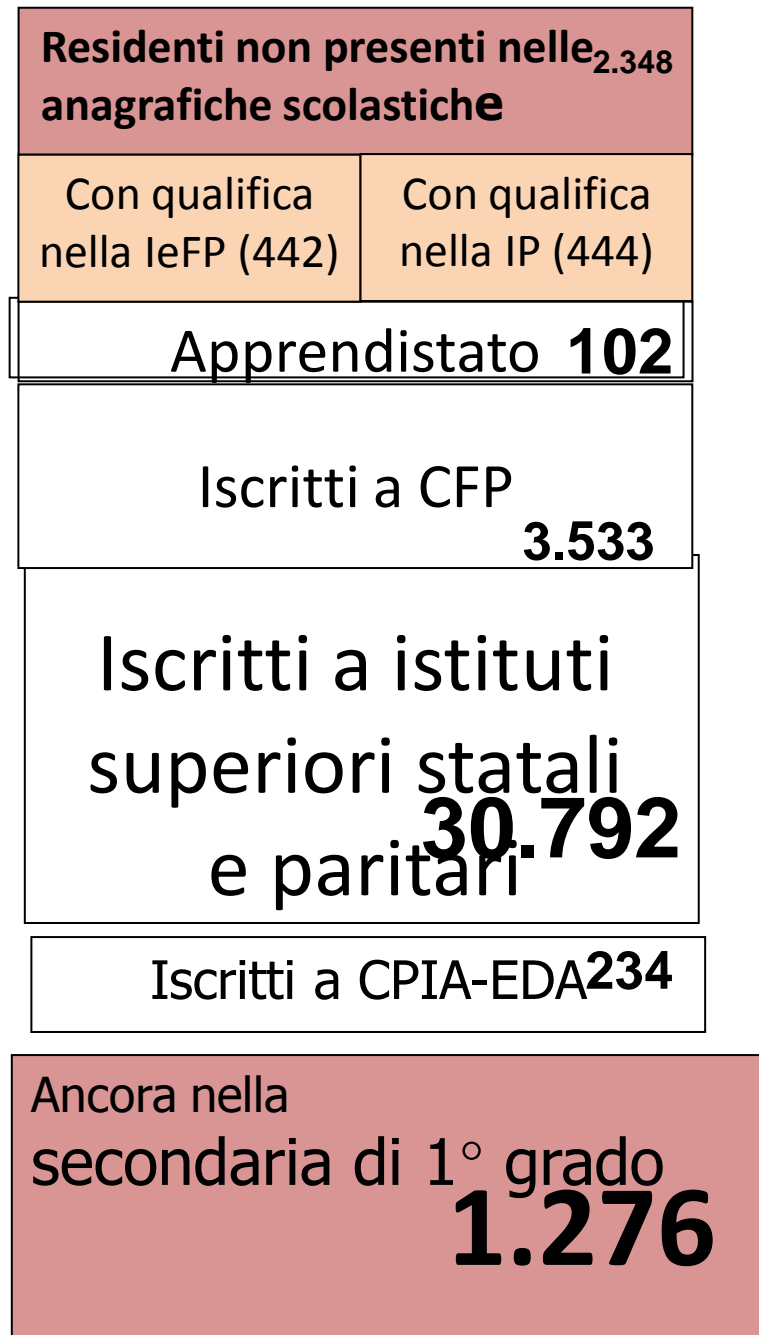 Residenti non presenti nelle 2.348
anagrafiche scolastiche
Con qualifica
nella IeFP (442)
Con qualifica
nella IP (444)
Apprendistato 102
Iscritti a CFP
3.533
Iscritti a istituti
superiori statali
30.792
e paritari
Iscritti a CPIA-EDA 234
Ancora nella
secondaria di 1° grado
1.276